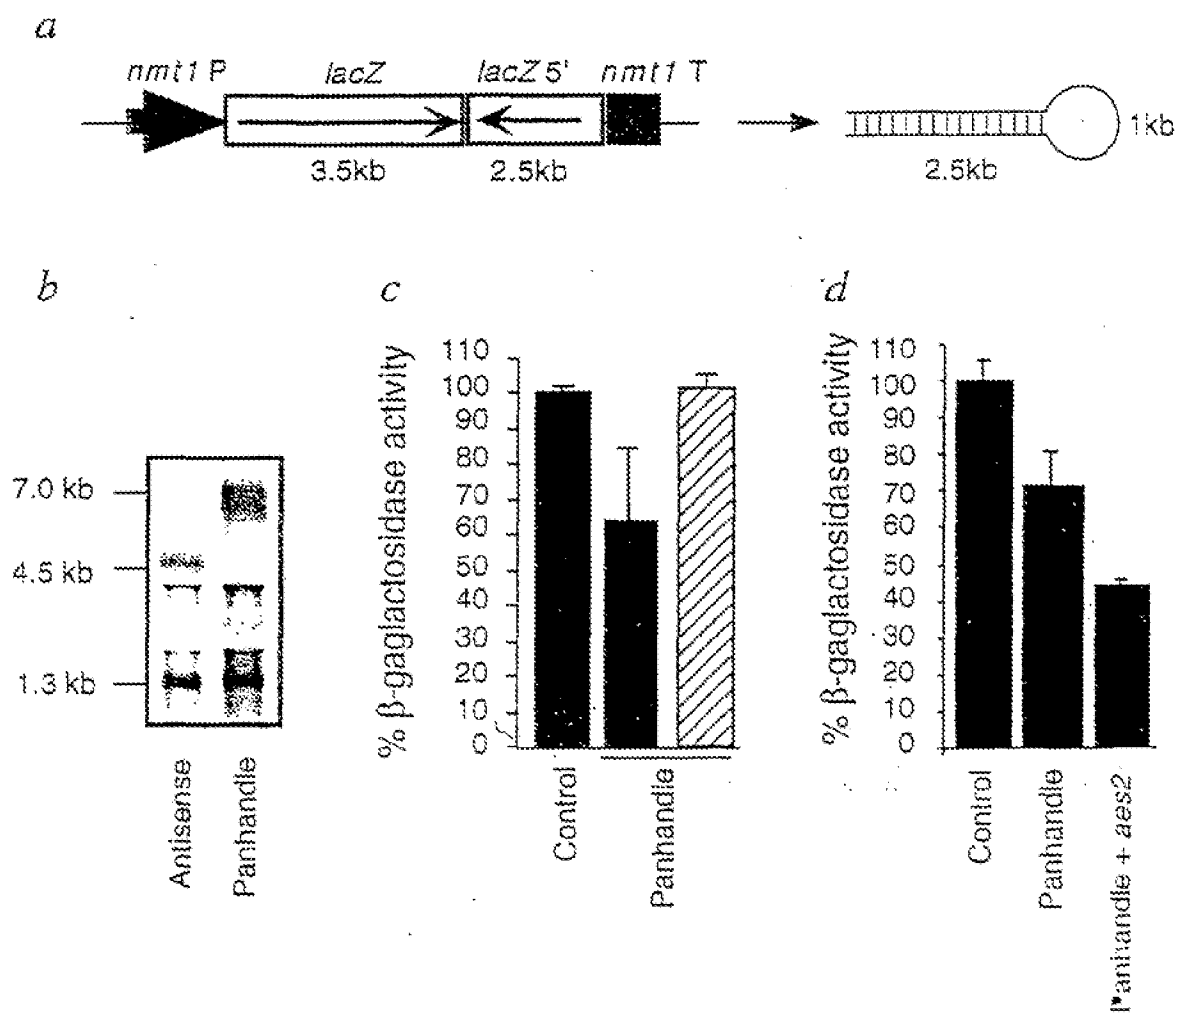 a
nmt1 P lacZ lacZ 5' nmt1 T
3.5kb 2.5kb
2.5kb
1kb
b
7.0 kb
4.5 kb
1.3 kb
Antisense
Panhandle
c
% β-gaglactosidase activity
110
100
90
80
70
60
50
40
30
20
10
0
Control
Panhandle
d
% β-gaglactosidase activity
110
100
90
80
70
60
50
40
30
20
10
0
Control
Panhandle
Panhandle + aes2